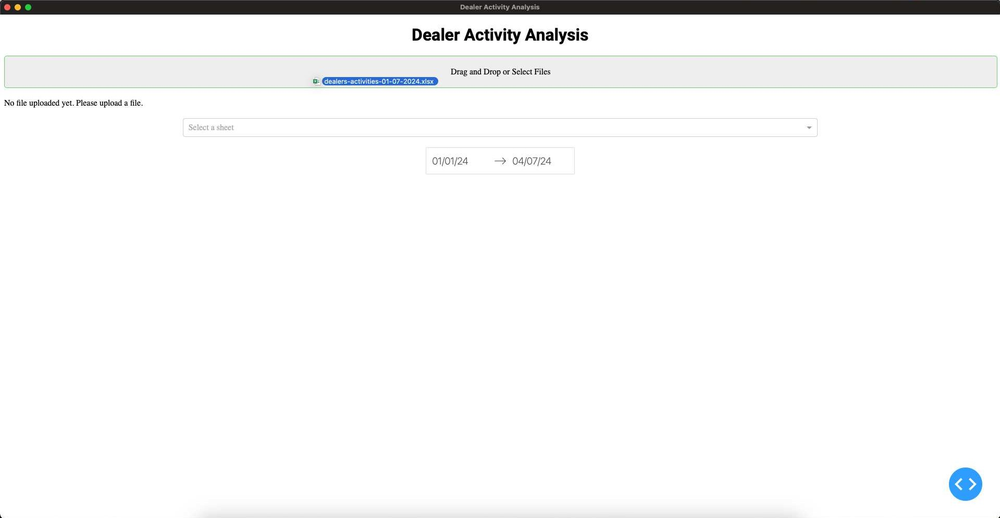 Dealer Activity Analysis
Dealer Activity Analysis
Drag and Drop or Select Files
dealers-activities-01-07-2024.xlsx
No file uploaded yet. Please upload a file.
Select a sheet
01/01/24 → 04/07/24